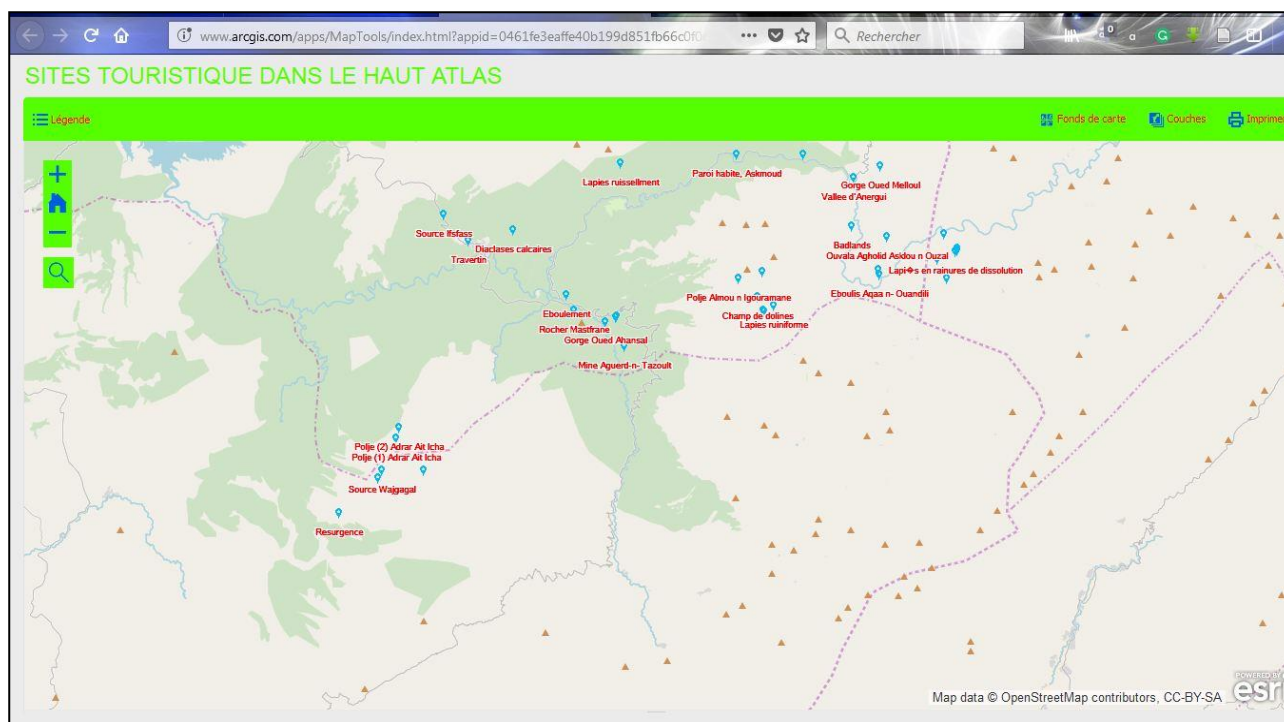 www.arcgis.com/apps/MapTools/index.html?appid=0461fe3eaffe40b199d851fb66c0f0
Rechercher
SITES TOURISTIQUE DANS LE HAUT ATLAS
Légende
Fonds de carte
Couches
Imprimer
Lapies ruissellment
Paroi habite, Askmoud
Gorge Oued Melloul
Vallee d'Anergui
Source Ifsfass
Diaclases calcaires
Travertin
Badlands
Ouvala Agholid Asidou n Ouzal
Lapi�s en rainures de dissolution
Eboulis Aqaa n- Ouandili
Polje Almou n Igouramane
Champ de dolines
Lapies ruiniforme
Eboulement
Rocher Mastfrane
Gorge Oued Ahansal
Mine Aguerd-n- Tazoult
Polje (2) Adrar Ait Icha
Polje (1) Adrar Ait Icha
Source Wajgagal
Resurgence
Map data © OpenStreetMap contributors, CC-BY-SA
POWERED BY
esri